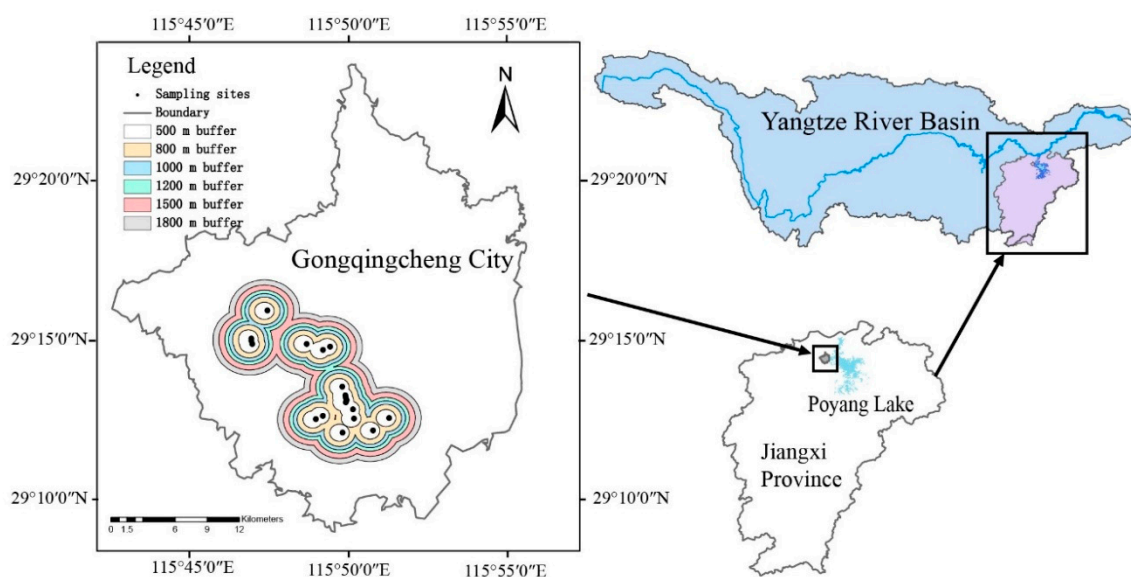 115°45′0″E 115°50′0″E 115°55′0″E
Legend
Sampling sites
Boundary
500 m buffer
800 m buffer
1000 m buffer
1200 m buffer
1500 m buffer
1800 m buffer
N
29°20′0″N
29°15′0″N
29°10′0″N
Gongqingcheng City
Kilometers
0 1.5 3 6 9 12
115°45′0″E 115°50′0″E 115°55′0″E
Yangtze River Basin
29°20′0″N
29°15′0″N
29°10′0″N
Poyang Lake
Jiangxi
Province